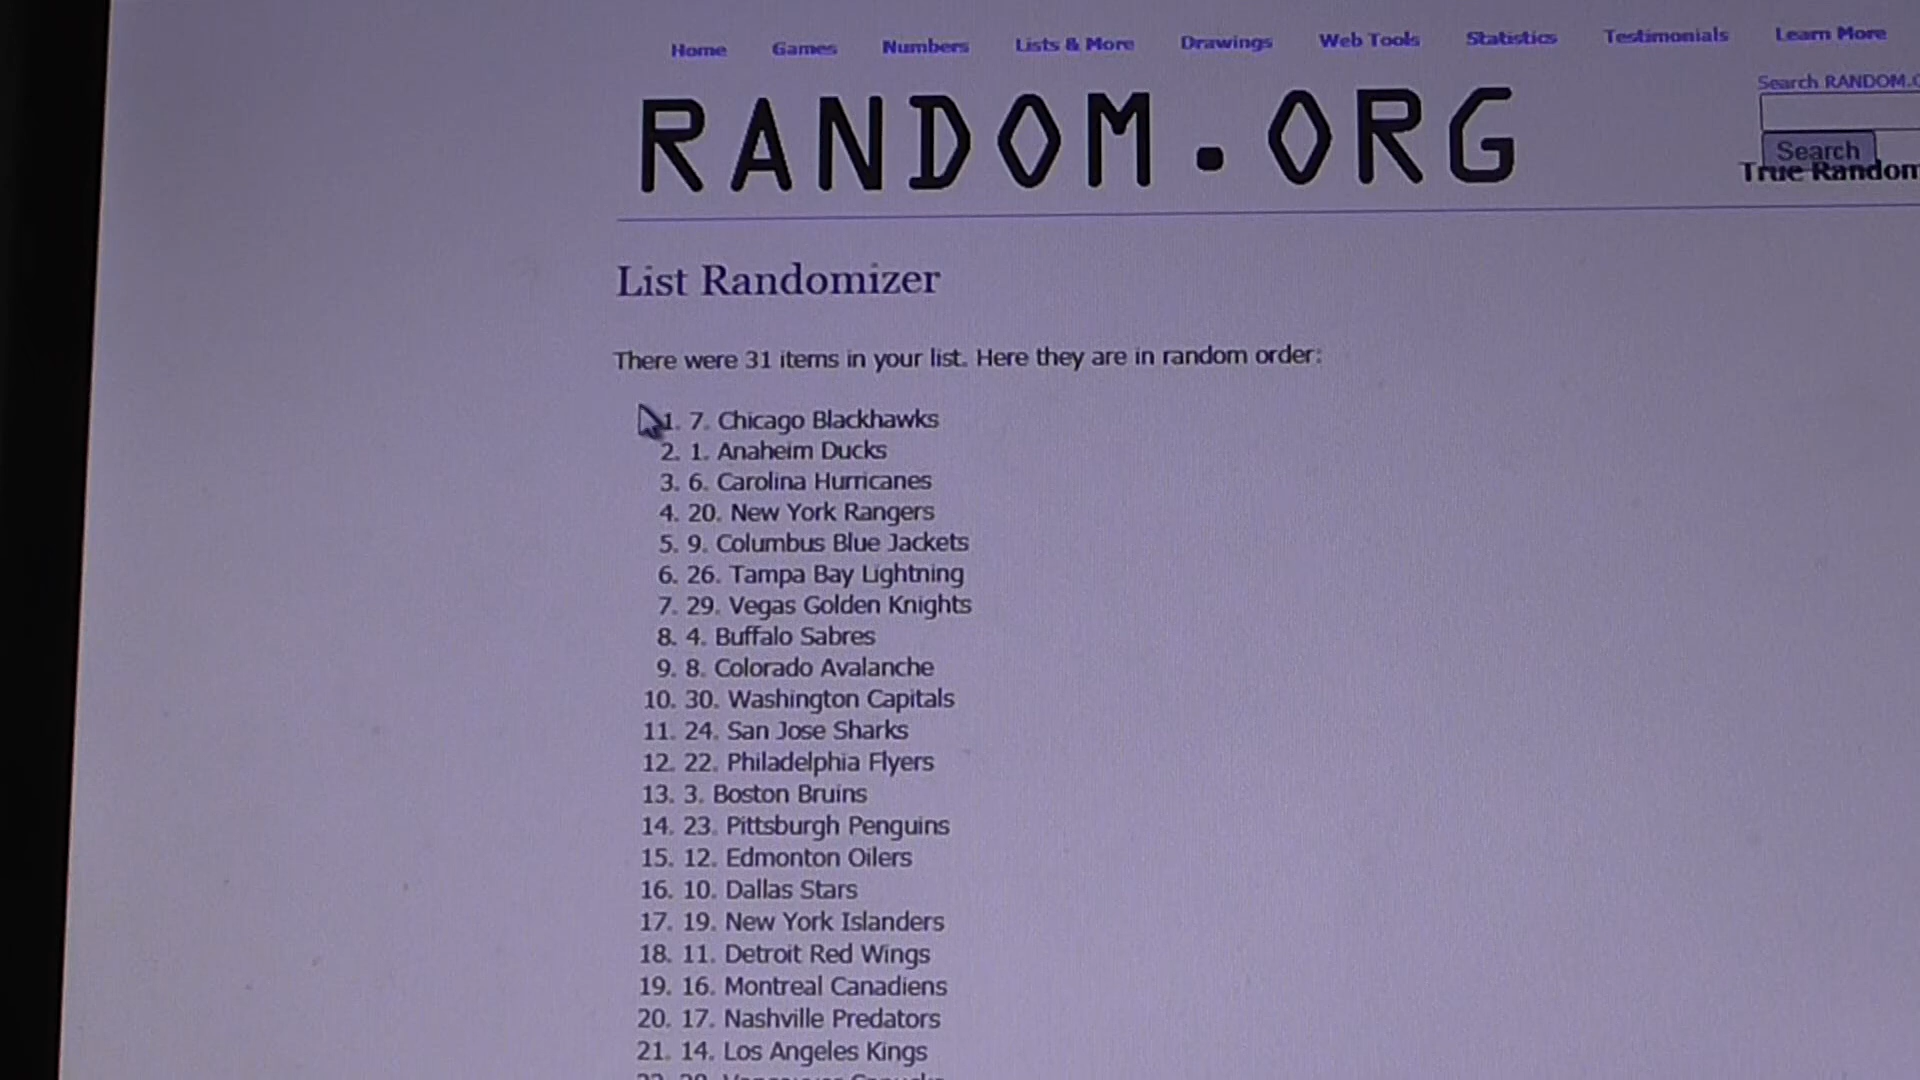 Home Games Numbers Lists & More Drawings Web Tools Statistics Testimonials Learn More
RANDOM.ORG
Search
Search
True Random
List Randomizer
There were 31 items in your list. Here they are in random order:
1. 7. Chicago Blackhawks
2. 1. Anaheim Ducks
3. 6. Carolina Hurricanes
4. 20. New York Rangers
5. 9. Columbus Blue Jackets
6. 26. Tampa Bay Lightning
7. 29. Vegas Golden Knights
8. 4. Buffalo Sabres
9. 8. Colorado Avalanche
10. 30. Washington Capitals
11. 24. San Jose Sharks
12. 22. Philadelphia Flyers
13. 3. Boston Bruins
14. 23. Pittsburgh Penguins
15. 12. Edmonton Oilers
16. 10. Dallas Stars
17. 19. New York Islanders
18. 11. Detroit Red Wings
19. 16. Montreal Canadiens
20. 17. Nashville Predators
21. 14. Los Angeles Kings